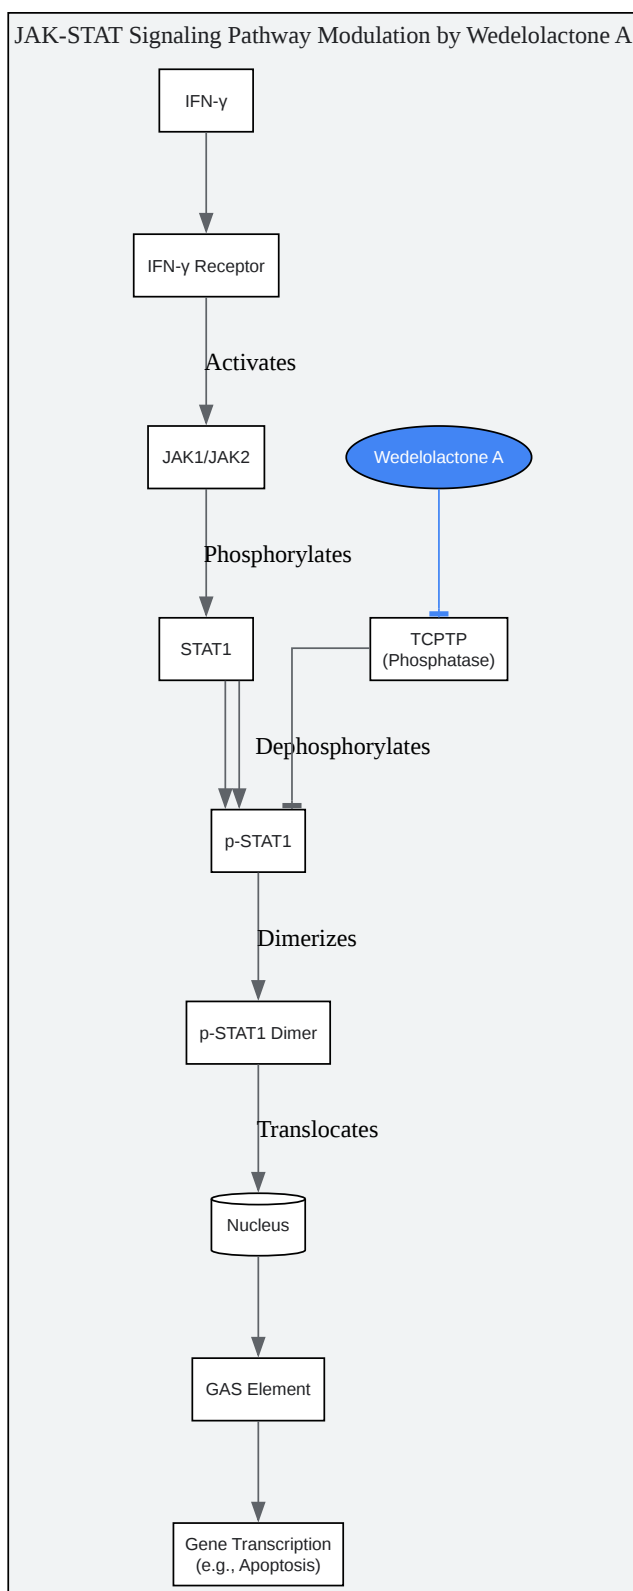 JAK-STAT Signaling Pathway Modulation by Wedelolactone A
IFN-γ
IFN-γ Receptor
Activates
JAK1/JAK2
Wedelolactone A
Phosphorylates
STAT1
TCPTP
(Phosphatase)
Dephosphorylates
p-STAT1
Dimerizes
p-STAT1 Dimer
Translocates
Nucleus
GAS Element
Gene Transcription
(e.g., Apoptosis)